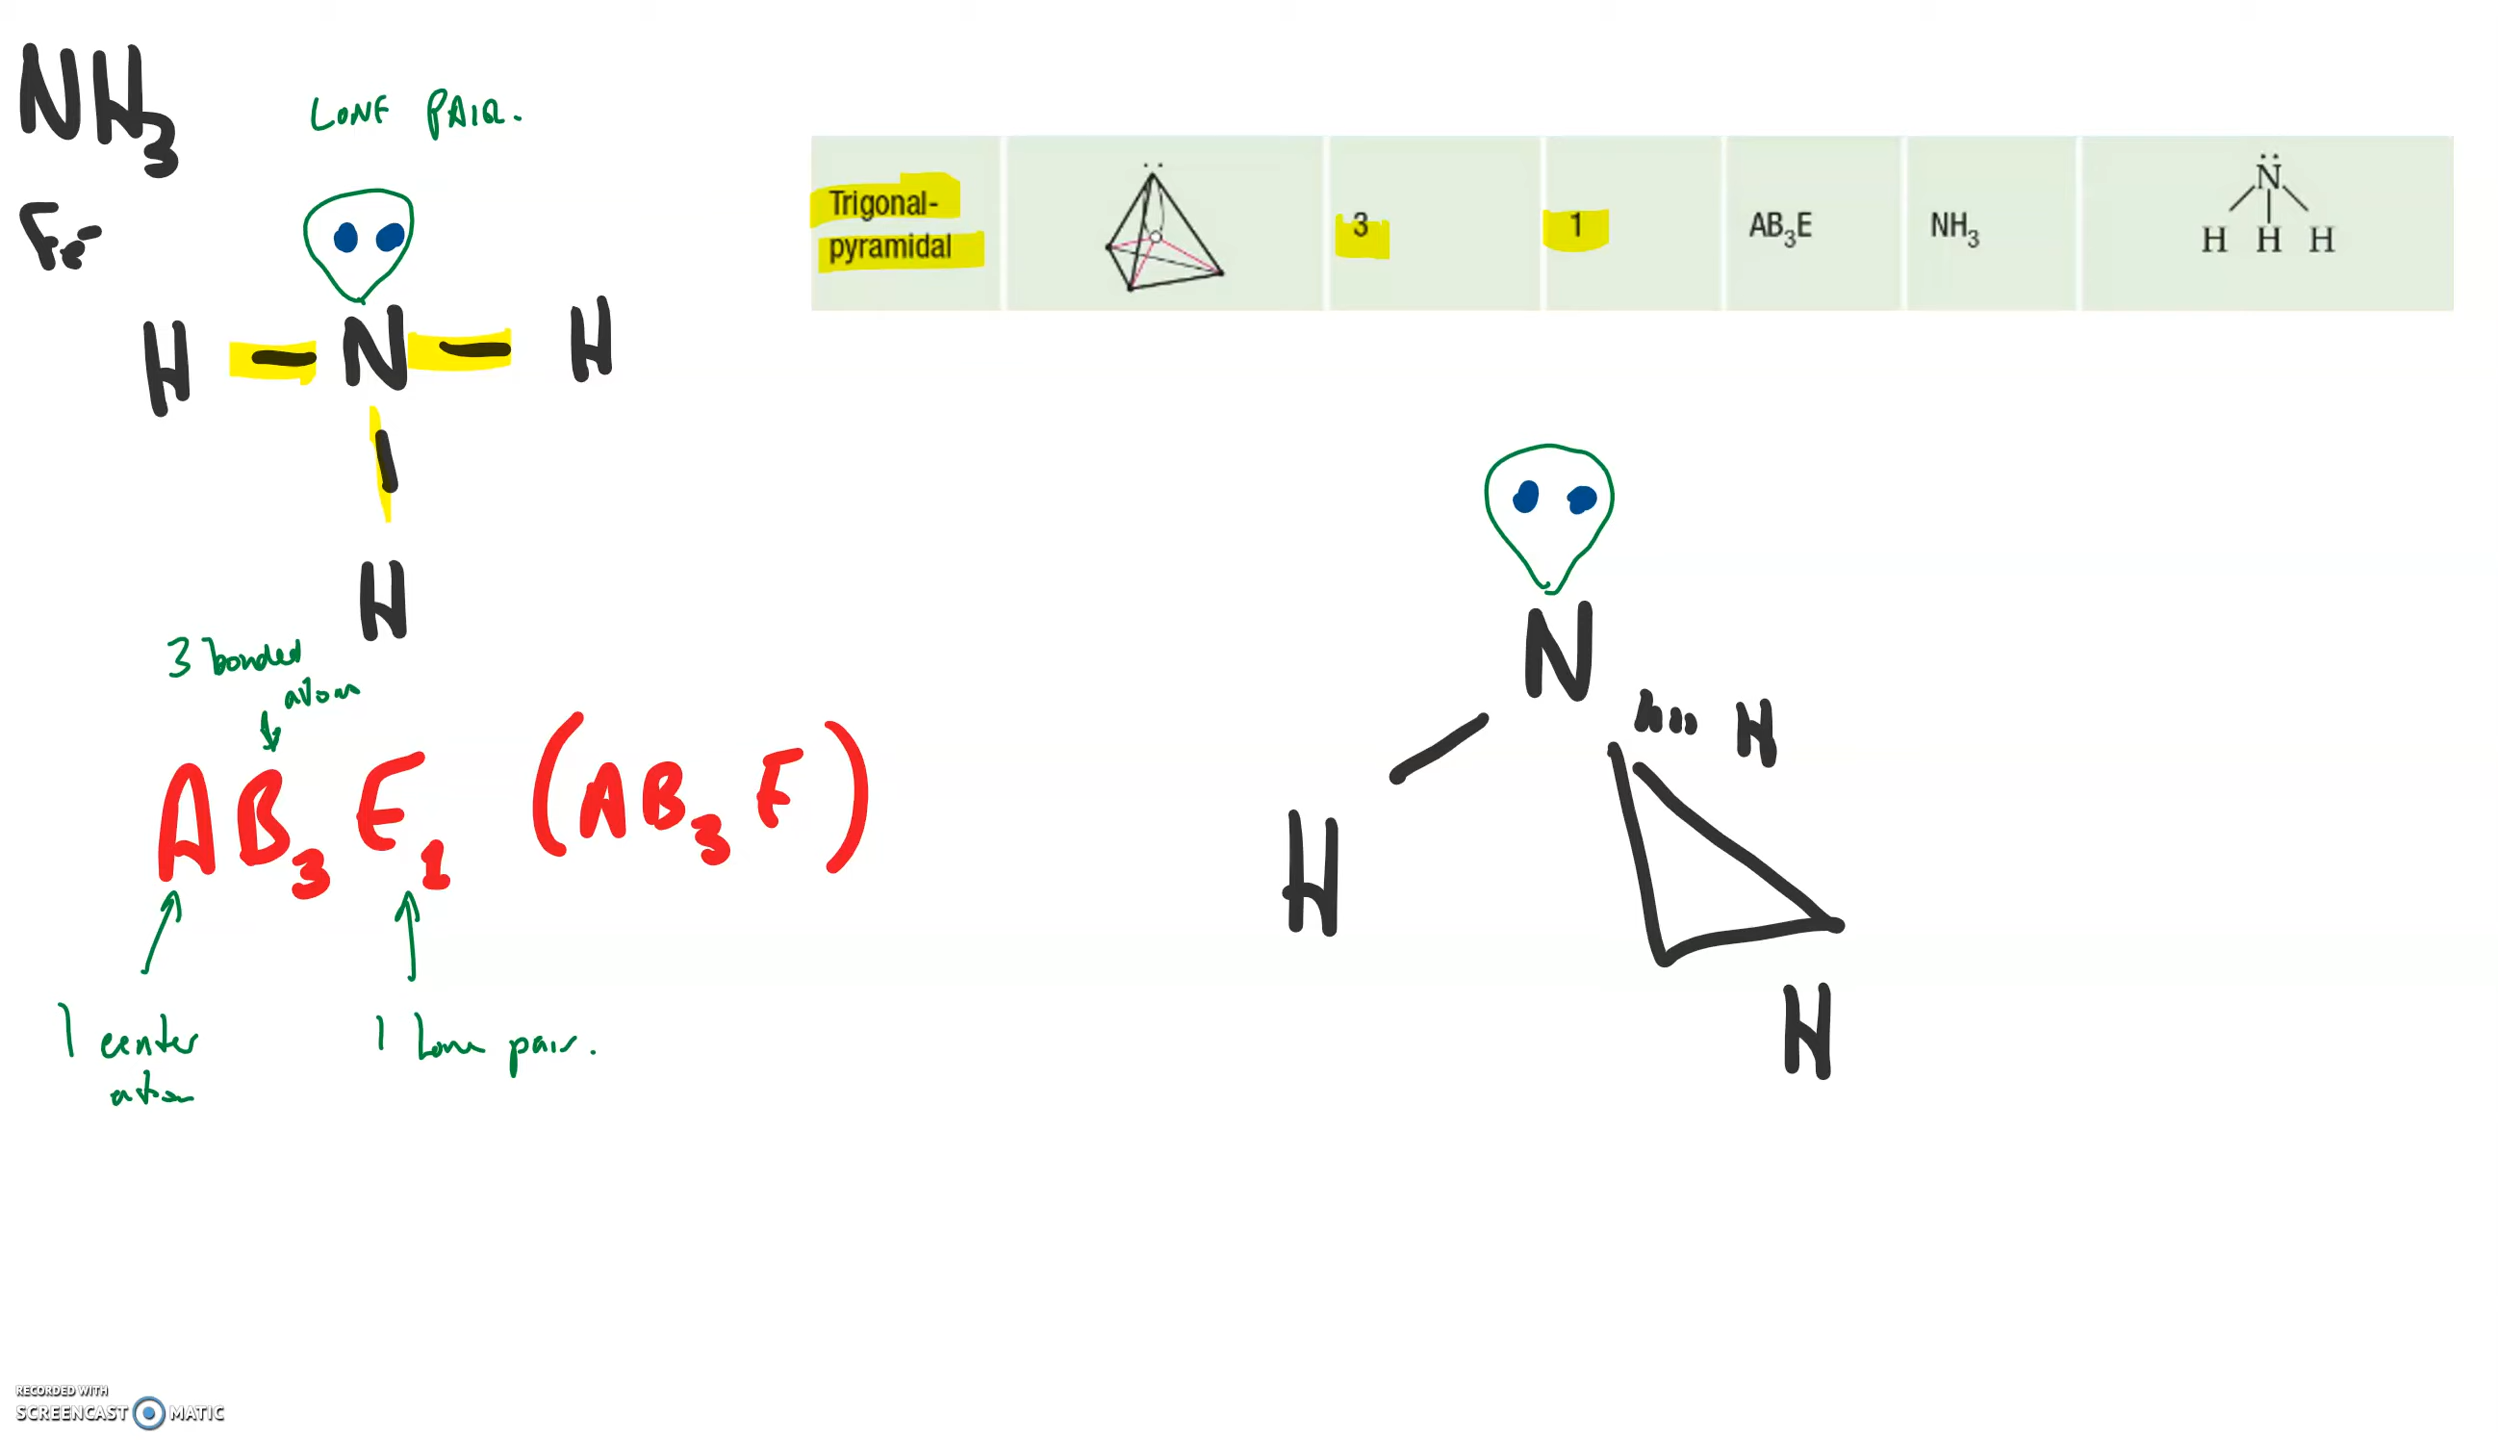 NH3
LONE PAIR.
Trigonal-
pyramidal
3
1
AB3E
NH3
N
H H H
8e-
H N H
H
3 bonded
atom
AB3E1 (AB3E)
1 center
atom
1 Lone pair.
N
H
H
H
RECORDED WITH
SCREENCAST MATIC